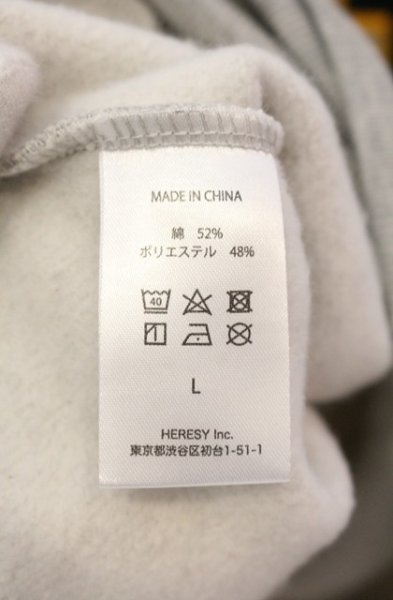 MADE IN CHINA
綿 52%
ポリエステル 48%
40
L
HERESY Inc.
東京都渋谷区初台1-51-1